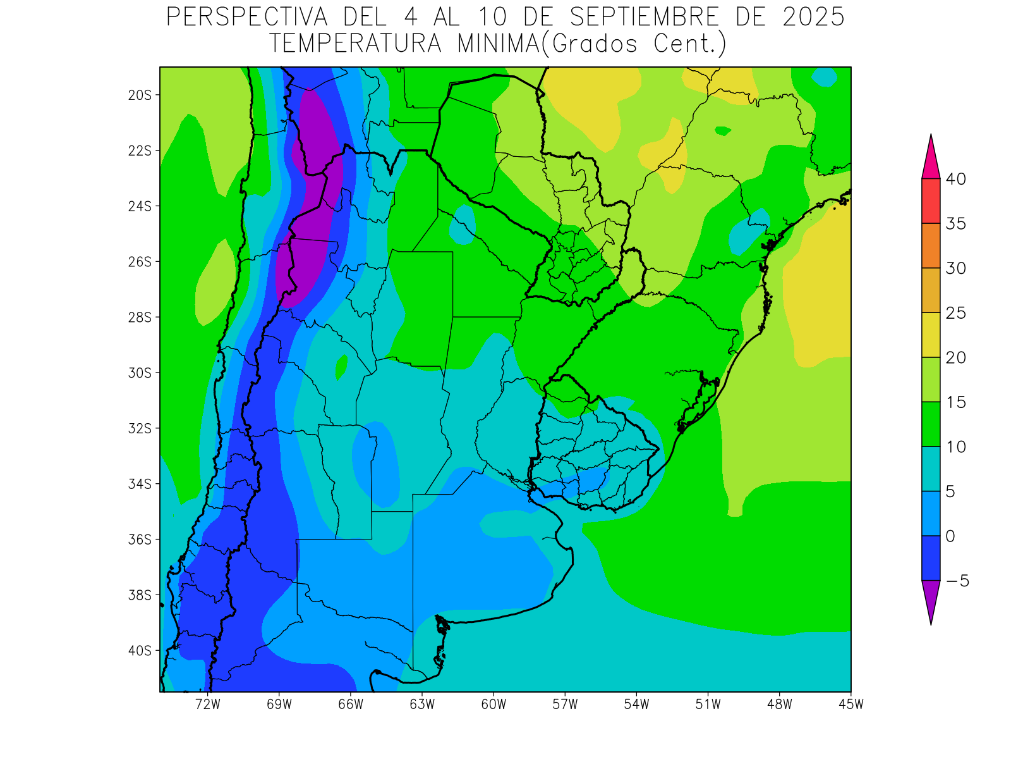 PERSPECTIVA DEL 4 AL 10 DE SEPTIEMBRE DE 2025
TEMPERATURA MINIMA(Grados Cent.)
20S
22S
24S
26S
28S
30S
32S
34S
36S
38S
40S
72W 69W 66W 63W 60W 57W 54W 51W 48W 45W
40
35
30
25
20
15
10
5
0
−5